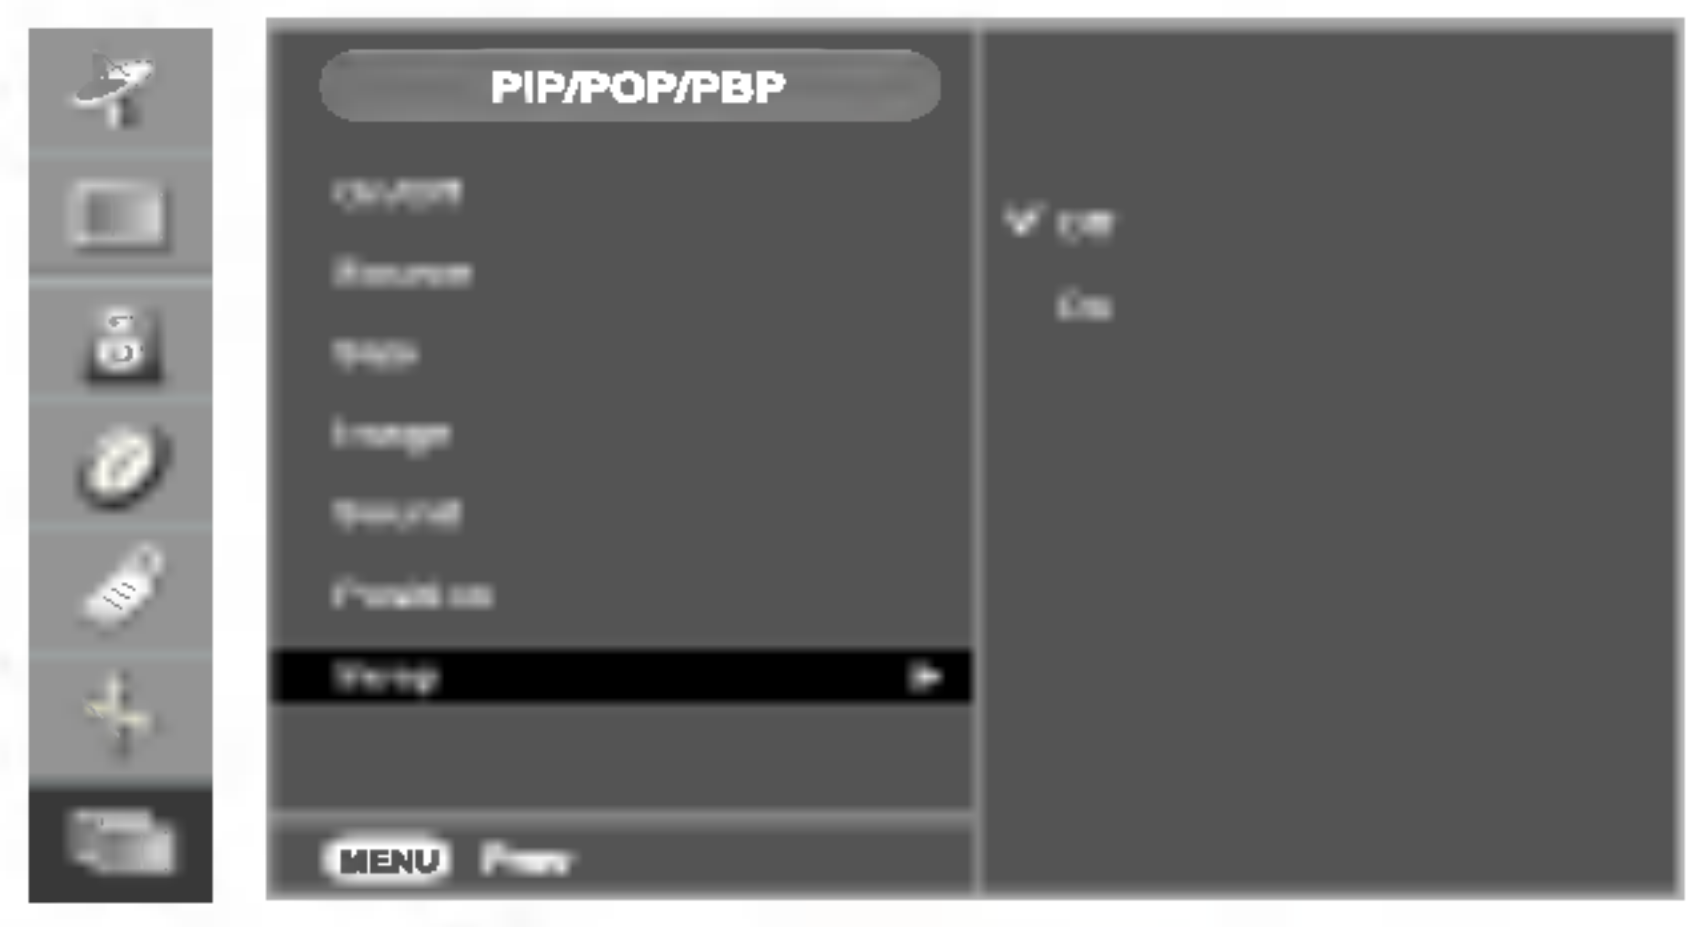 PIP/POP/PBP
On/Off
Source
Size
Image
Sound
Position
Swap
Off
On
MENU Prev